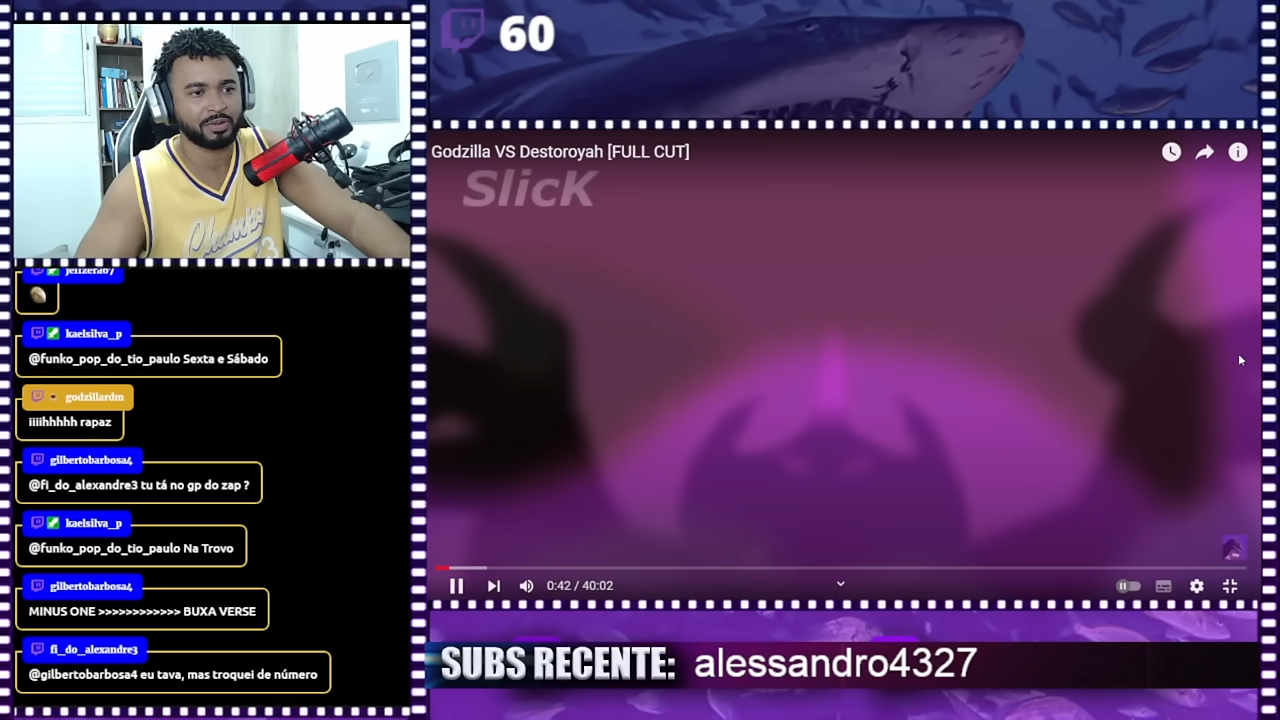 60
Godzilla VS Destoroyah [FULL CUT]
SlicK
jefizera67
kaelsilva_p
@funko_pop_do_tio_paulo Sexta e Sábado
godzillardm
iiiihhhhh rapaz
gilbertobarbosa4
@fi_do_alexandre3 tu tá no gp do zap ?
kaelsilva_p
@funko_pop_do_tio_paulo Na Trovo
gilbertobarbosa4
MINUS ONE >>>>>>>>>>>> BUXA VERSE
fi_do_alexandre3
@gilbertobarbosa4 eu tava, mas troquei de número
0:42 / 40:02
SUBS RECENTE: alessandro4327